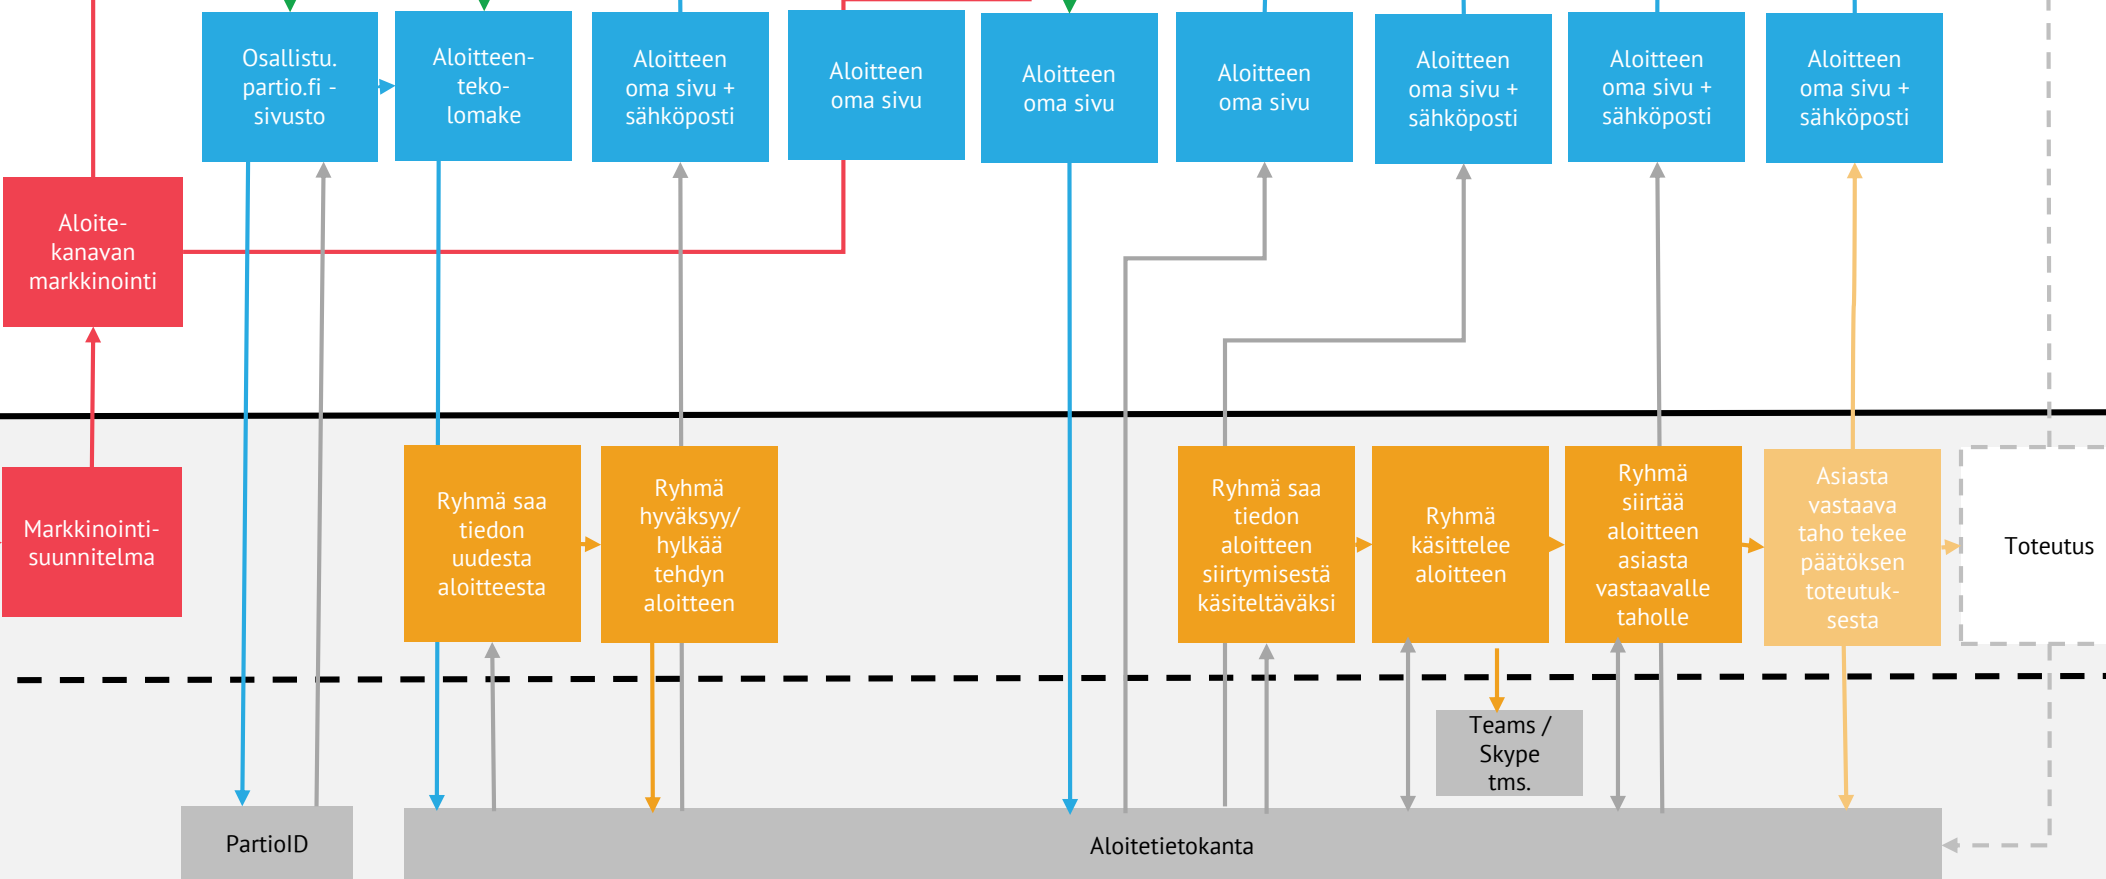 Osallistu.
partio.fi -
sivusto
Aloitteen-
teko-
lomake
Aloitteen
oma sivu +
sähköposti
Aloitteen
oma sivu
Aloitteen
oma sivu
Aloitteen
oma sivu
Aloitteen
oma sivu +
sähköposti
Aloitteen
oma sivu +
sähköposti
Aloitteen
oma sivu +
sähköposti
Aloite-
kanavan
markkinointi
Markkinointi-
suunnitelma
Ryhmä saa
tiedon
uudesta
aloitteesta
Ryhmä
hyväksyy/
hylkää
tehdyn
aloitteen
Ryhmä saa
tiedon
aloitteen
siirtymisestä
käsiteltäväksi
Ryhmä
käsittelee
aloitteen
Ryhmä
siirtää
aloitteen
asiasta
vastaavalle
taholle
Asiasta
vastaava
taho tekee
päätöksen
toteutuk-
sesta
Toteutus
Teams /
Skype
tms.
PartioID
Aloitetietokanta